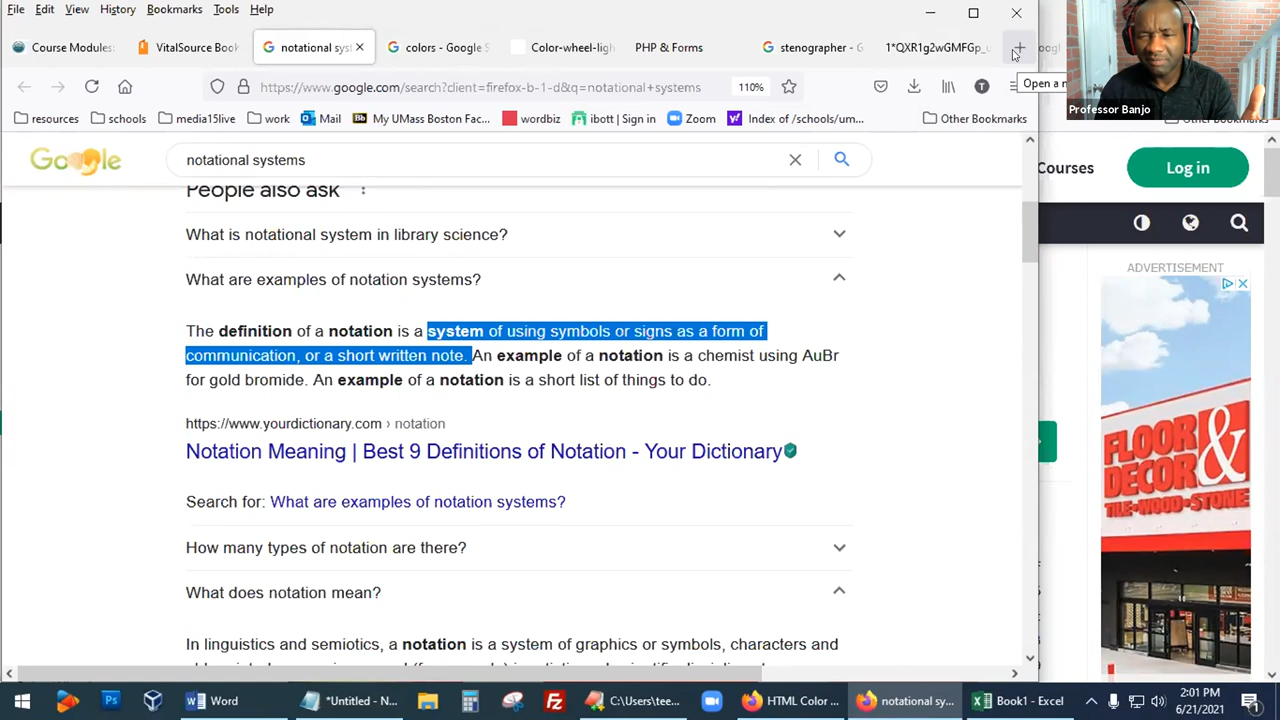 File Edit View History Bookmarks Tools Help
Course Modules:
VitalSource Boo
notational sys
colors - Google S
Color-wheel-ligh
PHP & Forms
stenographer - G
1*QXR1g2wGMFGp_u
https://www.google.com/search?client=firefox-b-1-d&q=notational+systems
110%
T
Open a n
Professor Banjo
resources schools media15live work Mail My UMass Bo... Fac... wordbiz ibott | Sign in Zoom Index of /schools/um... Other Bookmarks
Google
notational systems
Courses
Log in
People also ask
What is notational system in library science?
What are examples of notation systems?
ADVERTISEMENT
The definition of a notation is a system of using symbols or signs as a form of
communication, or a short written note. An example of a notation is a chemist using AuBr
for gold bromide. An example of a notation is a short list of things to do.
https://www.yourdictionary.com › notation
Notation Meaning | Best 9 Definitions of Notation - Your Dictionary
FLOOR
& DECOR
TILE-WOOD-STONE
Search for: What are examples of notation systems?
How many types of notation are there?
What does notation mean?
In linguistics and semiotics, a notation is a system of graphics or symbols, characters and
Word
*Untitled - N...
C:\Users\tee...
HTML Color ...
notational sy...
Book1 - Excel
2:01 PM
6/21/2021